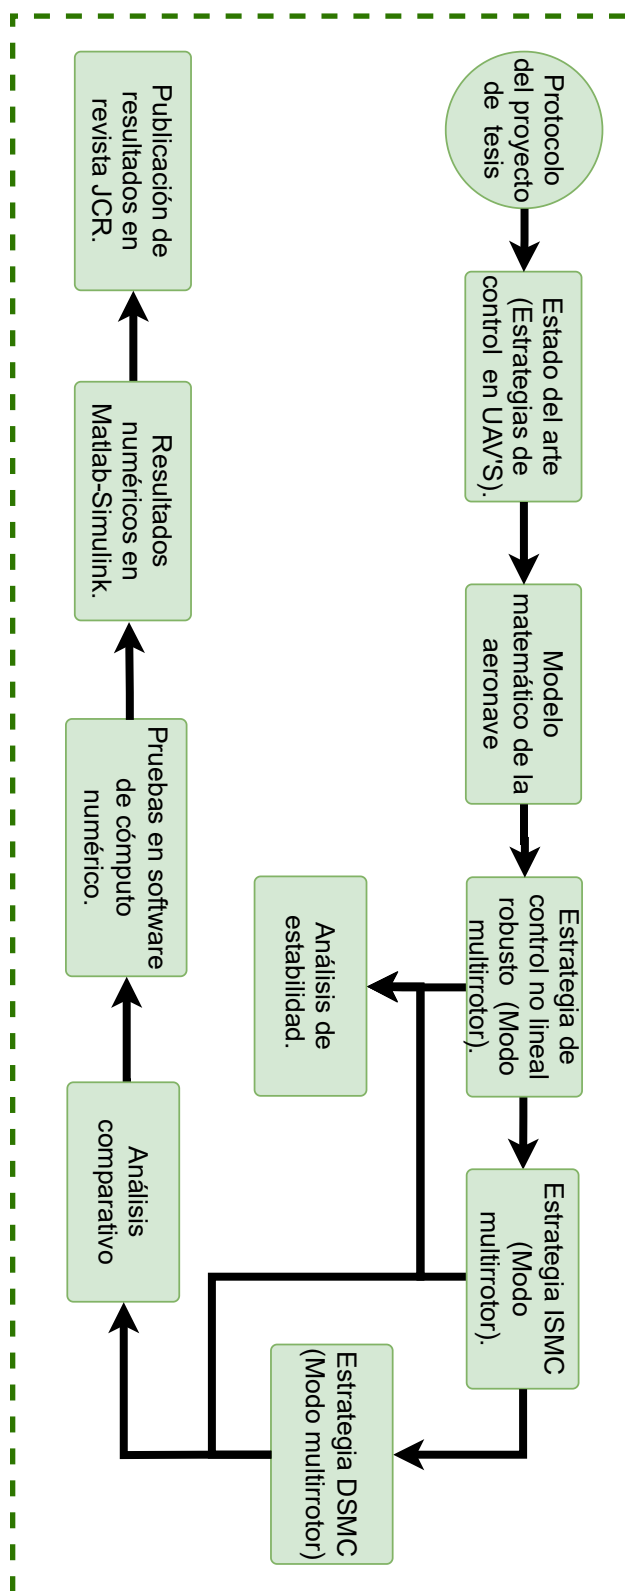 Protocolo
del proyecto
de tesis
Estado del arte
(Estrategias de
control en UAV'S).
Modelo
matemático de la
aeronave
Estrategia de
control no lineal
robusto (Modo
multirrotor).
Análisis de
estabilidad.
Estrategia ISMC
(Modo
multirrotor).
Estrategia DSMC
(Modo multirrotor)
Análisis
comparativo
Pruebas en software
de cómputo
numérico.
Resultados
numéricos en
Matlab-Simulink.
Publicación de
resultados en
revista JCR.